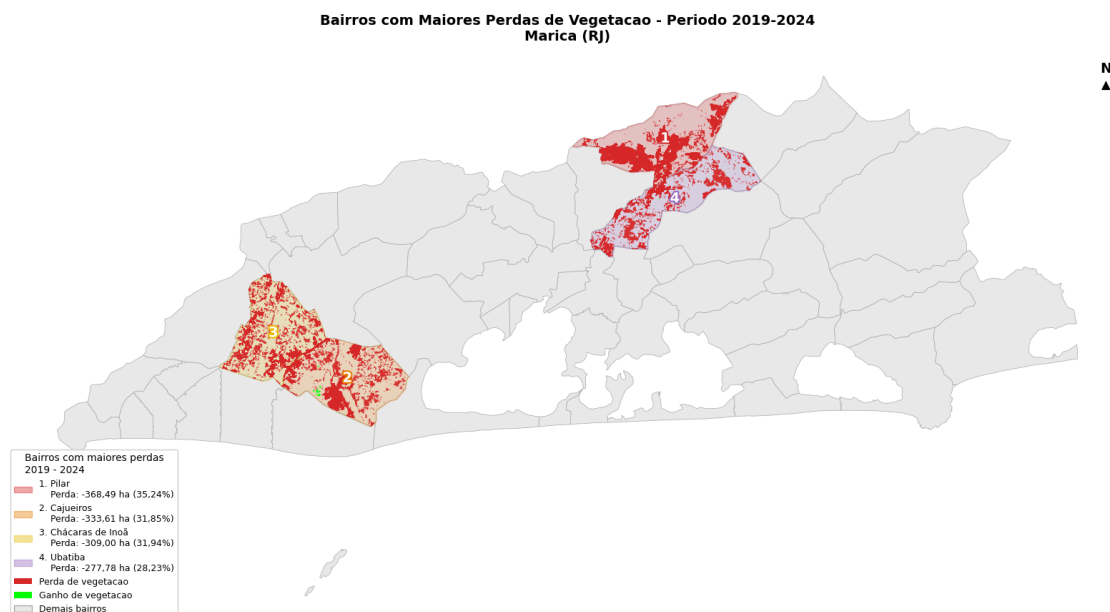 Bairros com Maiores Perdas de Vegetacao - Periodo 2019-2024
Marica (RJ)
N
▲
1
4
3
2
Bairros com maiores perdas
2019 - 2024
1. Pilar
Perda: -368,49 ha (35,24%)
2. Cajueiros
Perda: -333,61 ha (31,85%)
3. Chácaras de Inoã
Perda: -309,00 ha (31,94%)
4. Ubatiba
Perda: -277,78 ha (28,23%)
Perda de vegetacao
Ganho de vegetacao
Demais bairros